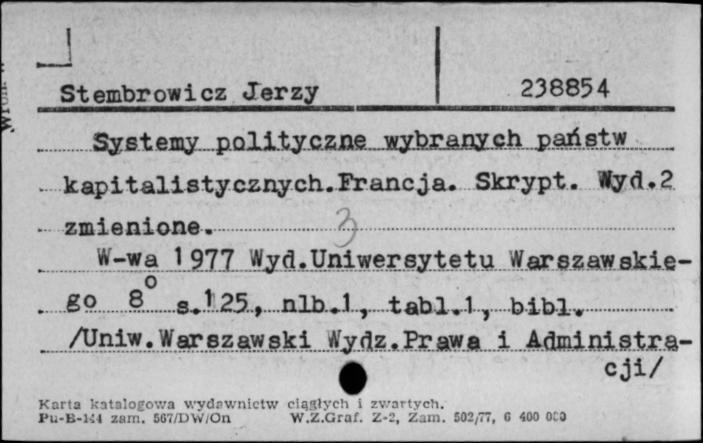 Stembrowicz Jerzy 238854
Systemy polityczne wybranych państw
kapitalistycznych.Francja. Skrypt. Wyd.2
zmienione.
3
W-wa 1977 Wyd.Uniwersytetu Warszawskie-
go 8° s.125, nlb.1, tabl.1, bibl.
/Uniw.Warszawski Wydz.Prawa i Administra-
cji/
Karta katalogowa wydawnictw ciągłych i zwartych.
Pu-B-144 zam. 567/DW/On W.Z.Graf. Z-2, Zam. 502/77, 6 400 000